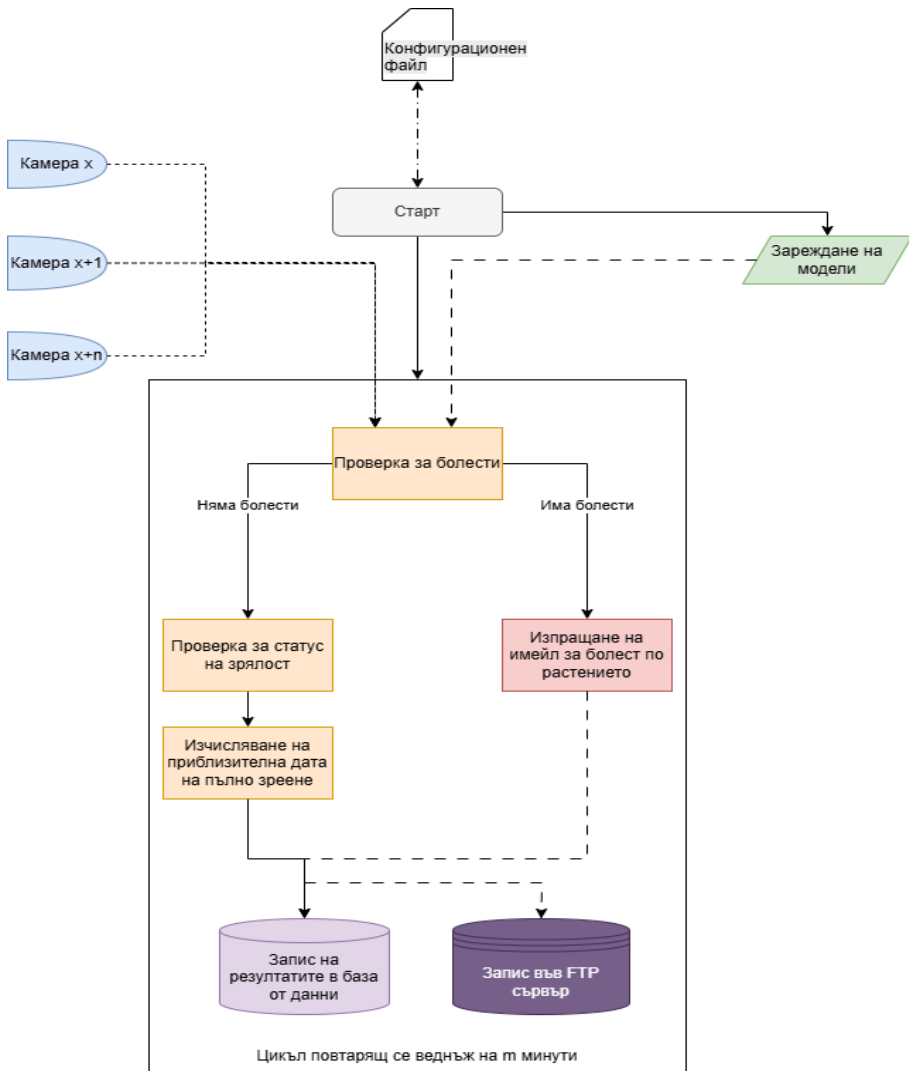 Конфигурационен
файл
Камера x
Старт
Камера x+1
Зареждане на
модели
Камера x+n
Проверка за болести
Няма болести
Има болести
Проверка за статус
на зрялост
Изпращане на
имейл за болест по
растението
Изчисляване на
приблизителна дата
на пълно зреене
Запис на
резултатите в база
от данни
Запис във FTP
сървър
Цикъл повтарящ се веднъж на m минути